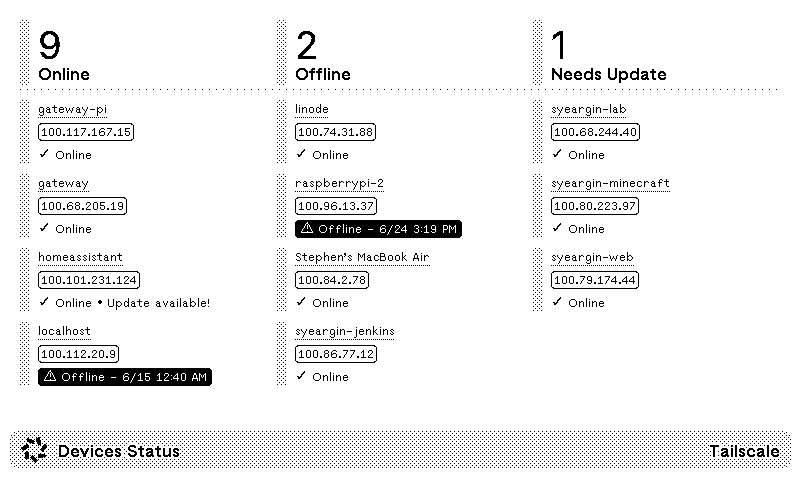 9
Online
2
Offline
1
Needs Update
gateway-pi
100.117.167.15
✓ Online
gateway
100.68.205.19
✓ Online
homeassistant
100.101.231.124
✓ Online • Update available!
localhost
100.112.20.9
⚠ Offline - 6/15 12:40 AM
linode
100.74.31.88
✓ Online
raspberrypi-2
100.96.13.37
⚠ Offline - 6/24 3:19 PM
Stephen's MacBook Air
100.84.2.78
✓ Online
syeargin-jenkins
100.86.77.12
✓ Online
syeargin-lab
100.68.244.40
✓ Online
syeargin-minecraft
100.80.223.97
✓ Online
syeargin-web
100.79.174.44
✓ Online
Devices Status
Tailscale